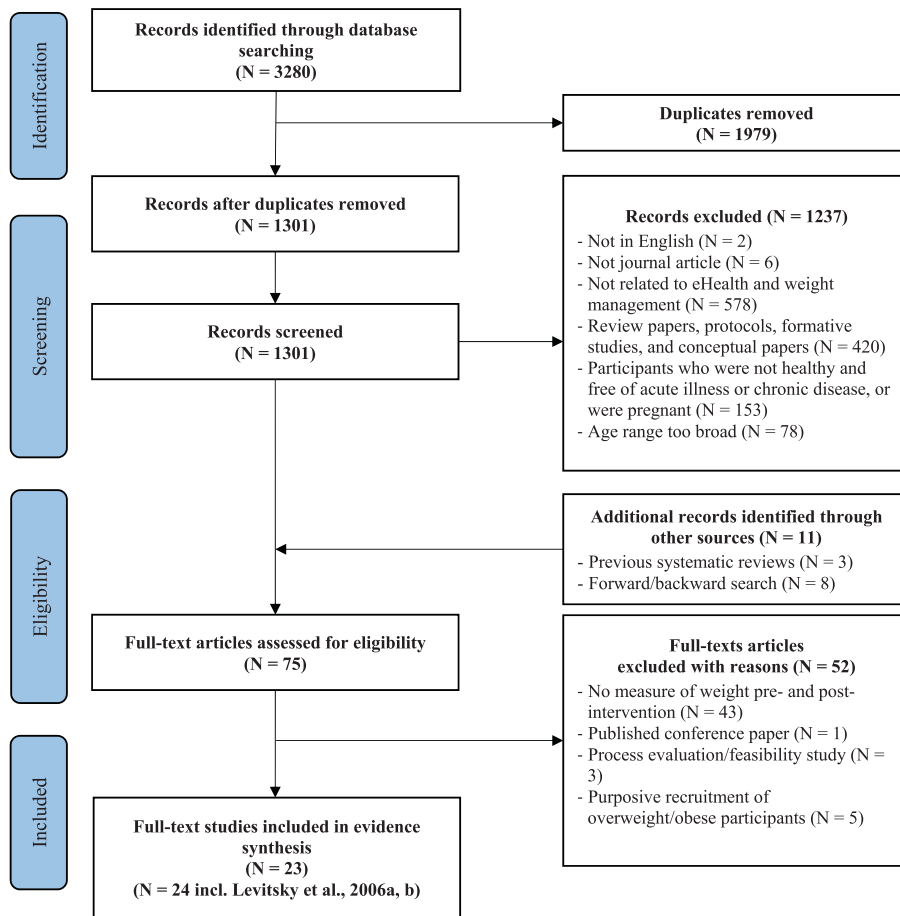 Identification
Records identified through database
searching
(N = 3280)
Duplicates removed
(N = 1979)
Records after duplicates removed
(N = 1301)
Screening
Records screened
(N = 1301)
Records excluded (N = 1237)
- Not in English (N = 2)
- Not journal article (N = 6)
- Not related to eHealth and weight
management (N = 578)
- Review papers, protocols, formative
studies, and conceptual papers (N = 420)
- Participants who were not healthy and
free of acute illness or chronic disease, or
were pregnant (N = 153)
- Age range too broad (N = 78)
Eligibility
Additional records identified through
other sources (N = 11)
- Previous systematic reviews (N = 3)
- Forward/backward search (N = 8)
Full-text articles assessed for eligibility
(N = 75)
Full-texts articles
excluded with reasons (N = 52)
- No measure of weight pre- and post-
intervention (N = 43)
- Published conference paper (N = 1)
- Process evaluation/feasibility study (N =
3)
- Purposive recruitment of
overweight/obese participants (N = 5)
Included
Full-text studies included in evidence
synthesis
(N = 23)
(N = 24 incl. Levitsky et al., 2006a, b)